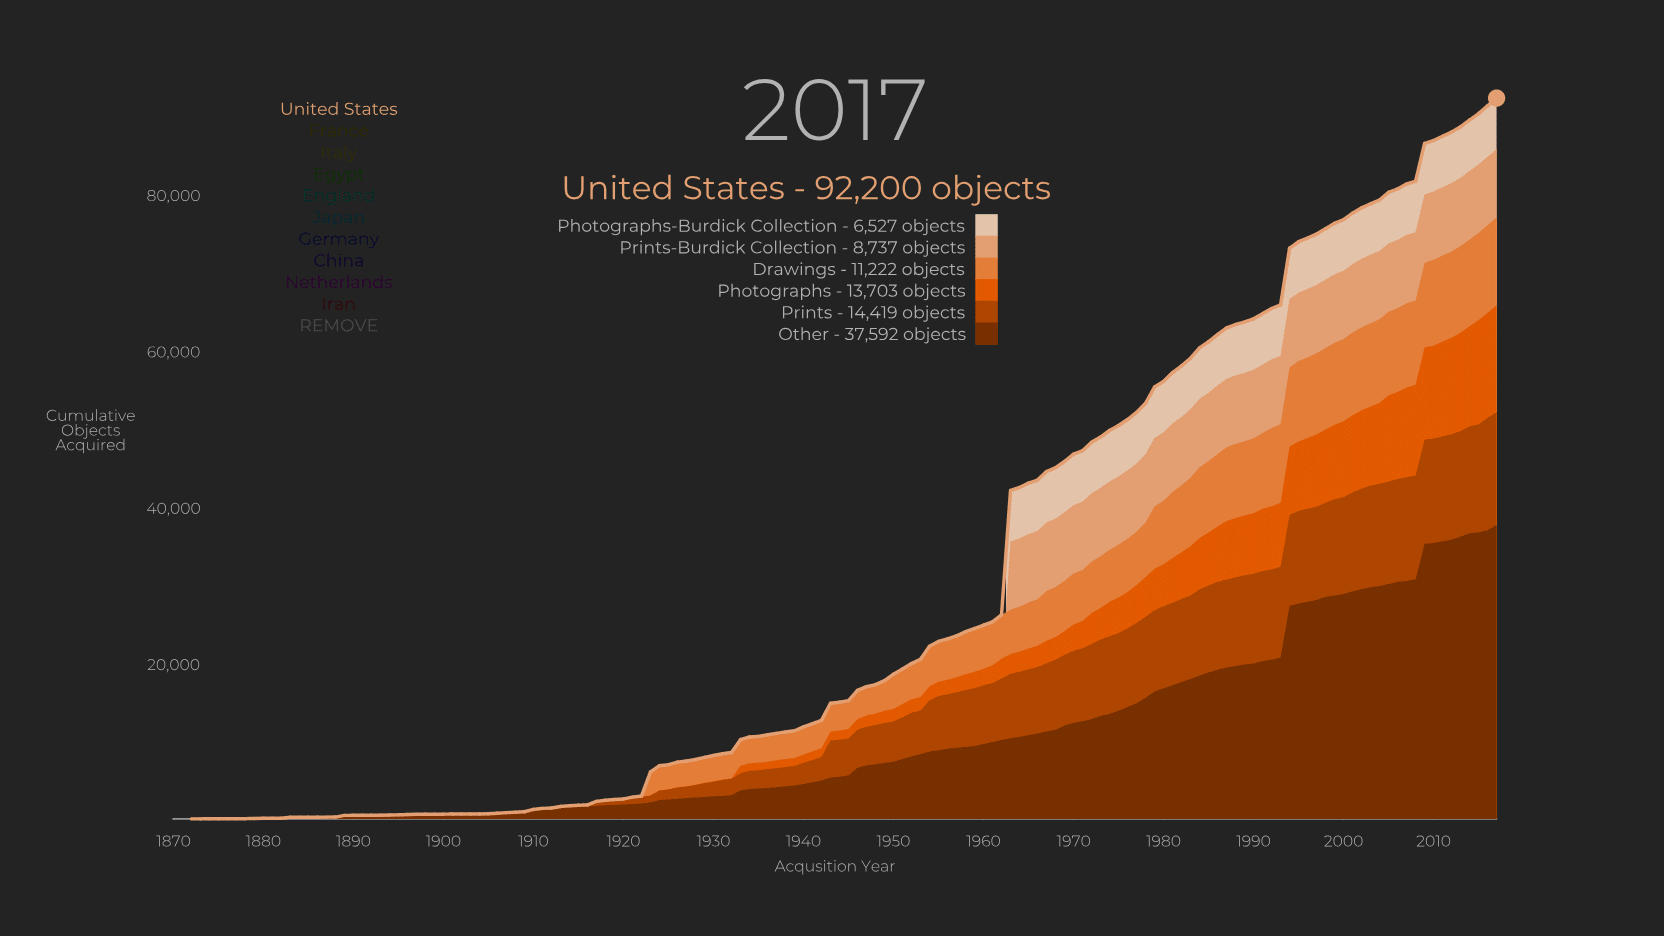 2017
United States
France
Italy
Egypt
England
Japan
Germany
China
Netherlands
Iran
REMOVE
United States - 92,200 objects
Photographs-Burdick Collection - 6,527 objects
Prints-Burdick Collection - 8,737 objects
Drawings - 11,222 objects
Photographs - 13,703 objects
Prints - 14,419 objects
Other - 37,592 objects
80,000
60,000
40,000
20,000
Cumulative
Objects
Acquired
1870 1880 1890 1900 1910 1920 1930 1940 1950 1960 1970 1980 1990 2000 2010
Acqusition Year